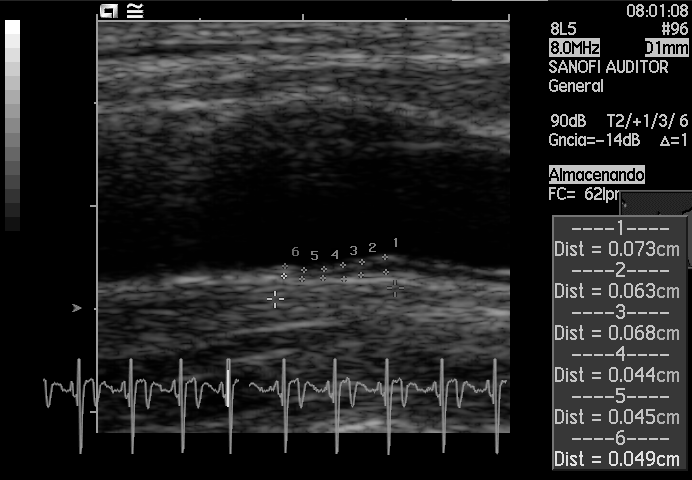 08:01:08
8L5 #96
8.0MHz D1mm
SANOFI AUDITOR
General
90dB T2/+1/3/ 6
Gncia=-14dB Δ=1
Almacenando
FC= 62lpm
6 5 4 3 2 1
----1----
Dist = 0.073cm
----2----
Dist = 0.063cm
----3----
Dist = 0.068cm
----4----
Dist = 0.044cm
----5----
Dist = 0.045cm
----6----
Dist = 0.049cm